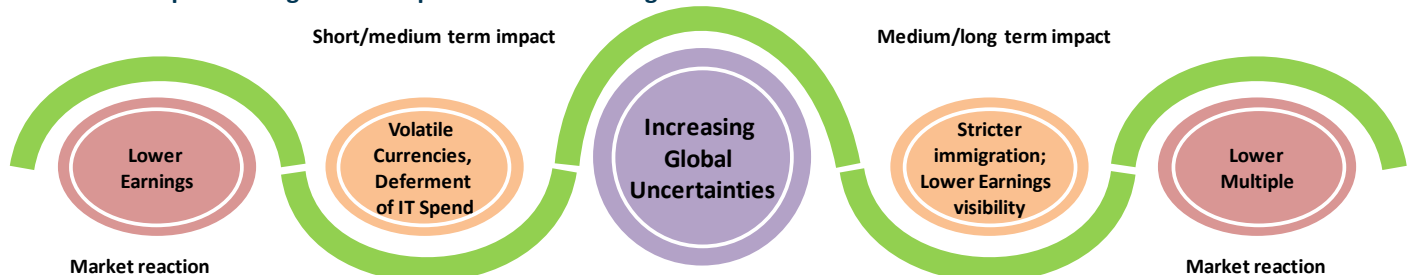 Short/medium term impact
Medium/long term impact
Lower
Earnings
Volatile
Currencies,
Deferment
of IT Spend
Increasing
Global
Uncertainties
Stricter
immigration;
Lower Earnings
visibility
Lower
Multiple
Market reaction
Market reaction